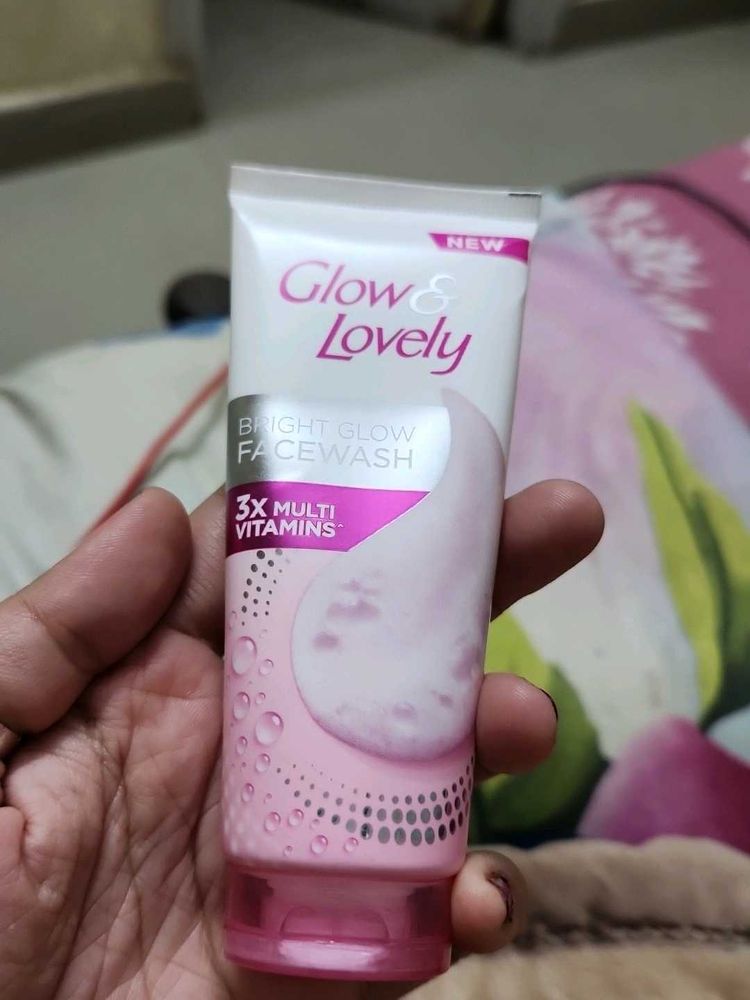 NEW
Glow &
Lovely
BRIGHT GLOW
FACEWASH
3X MULTI
VITAMINS^